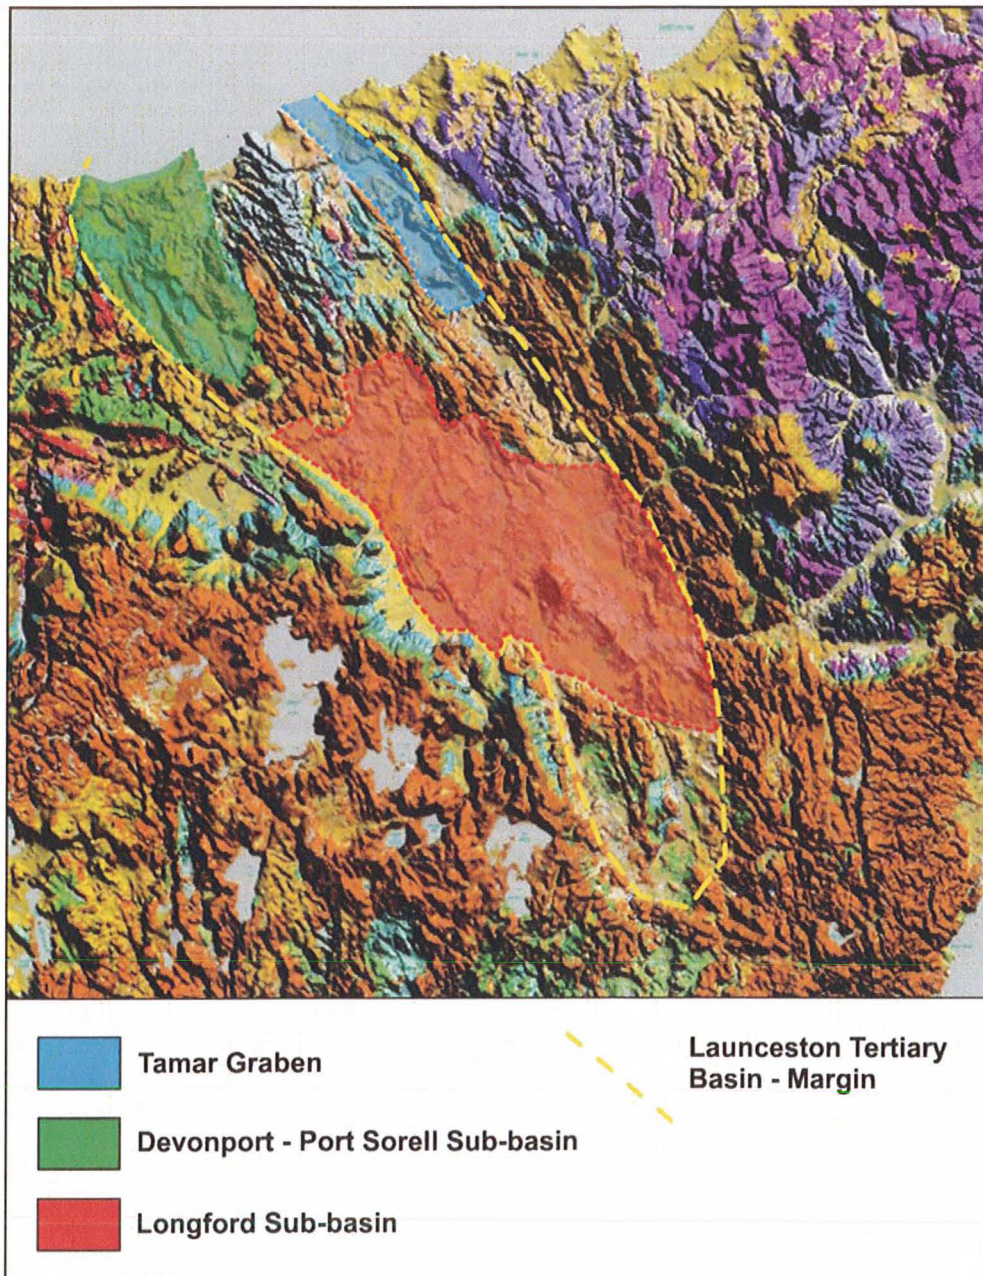 Tamar Graben
Devonport - Port Sorell Sub-basin
Longford Sub-basin
Launceston Tertiary
Basin - Margin